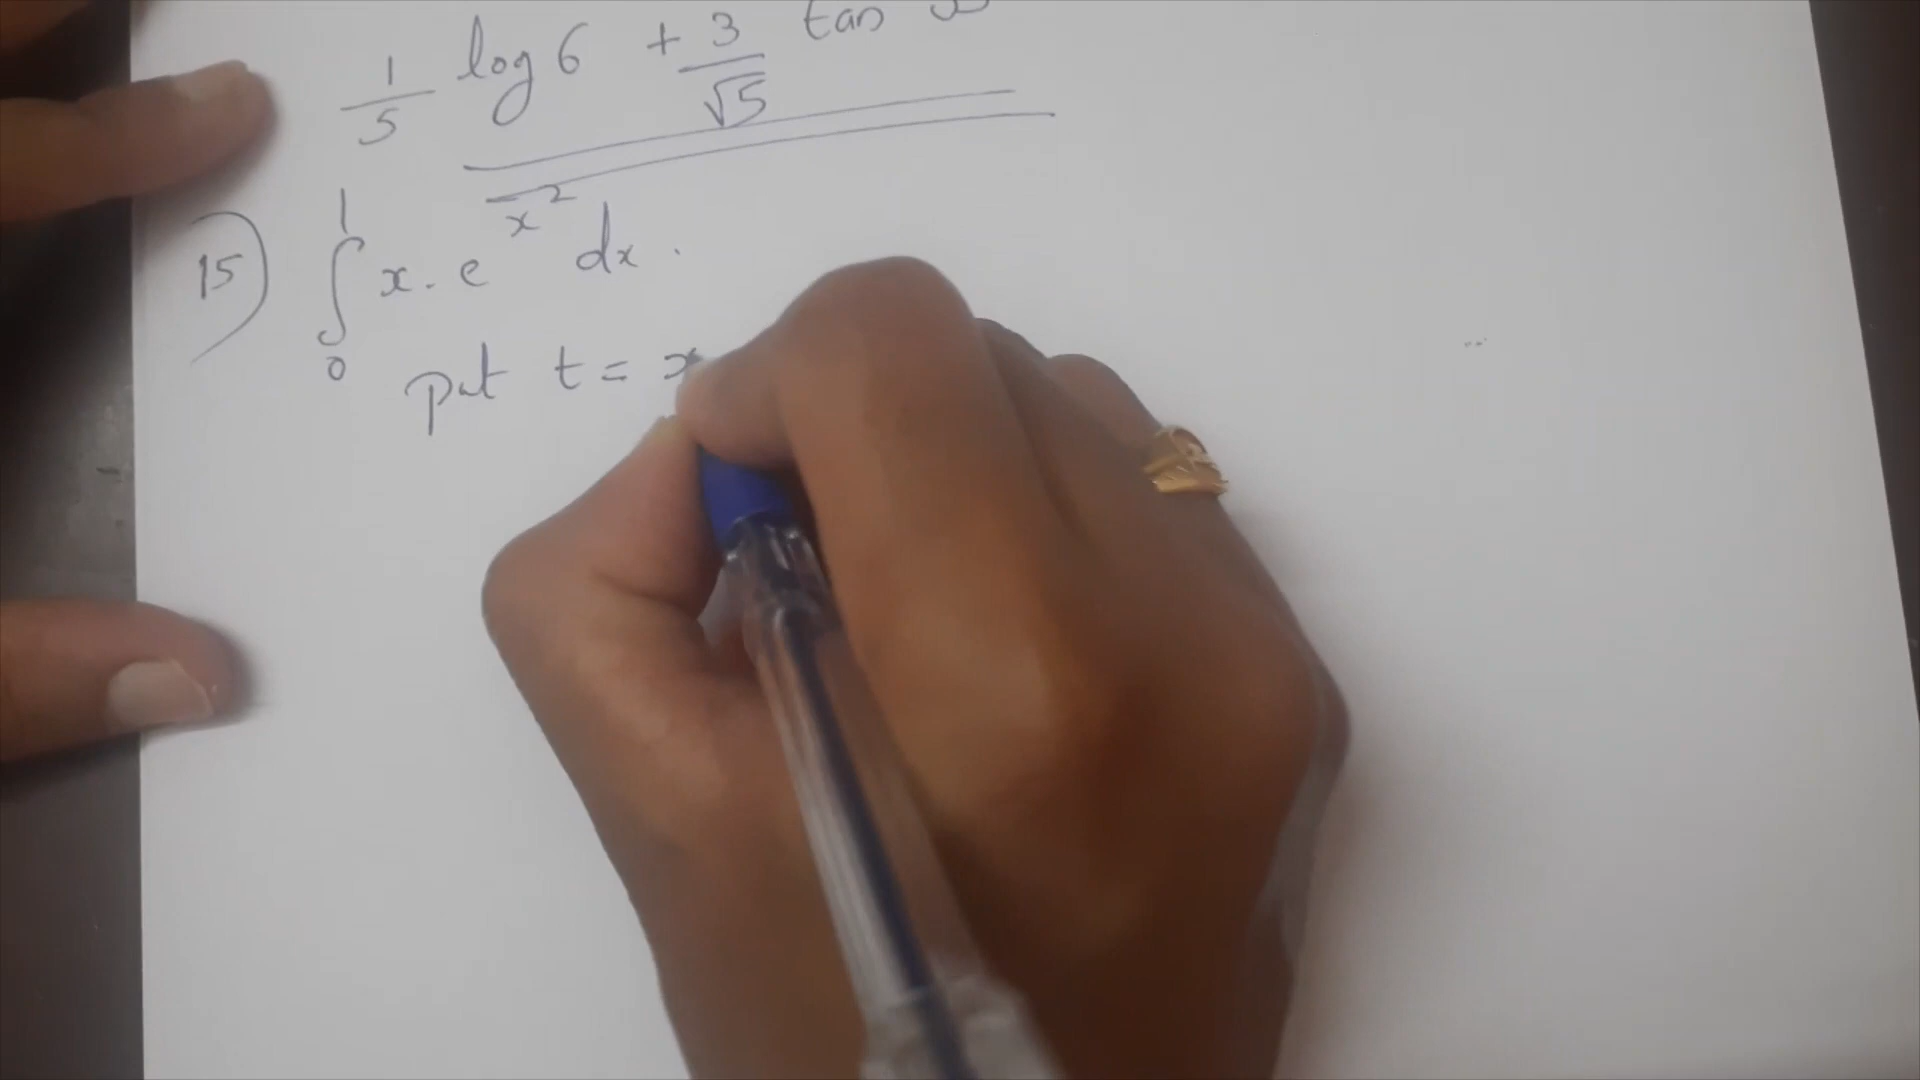 1/5 log 6 + 3/√5 tan
15) ∫₀¹ x. e^x² dx.
put t = x